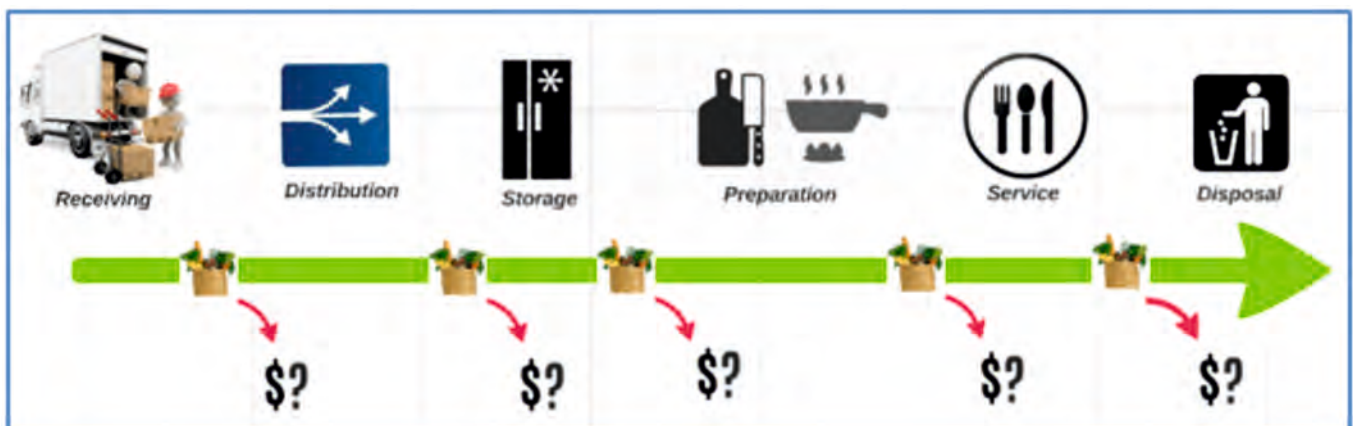 Receiving
Distribution
Storage
Preparation
Service
Disposal
$?
$?
$?
$?
$?